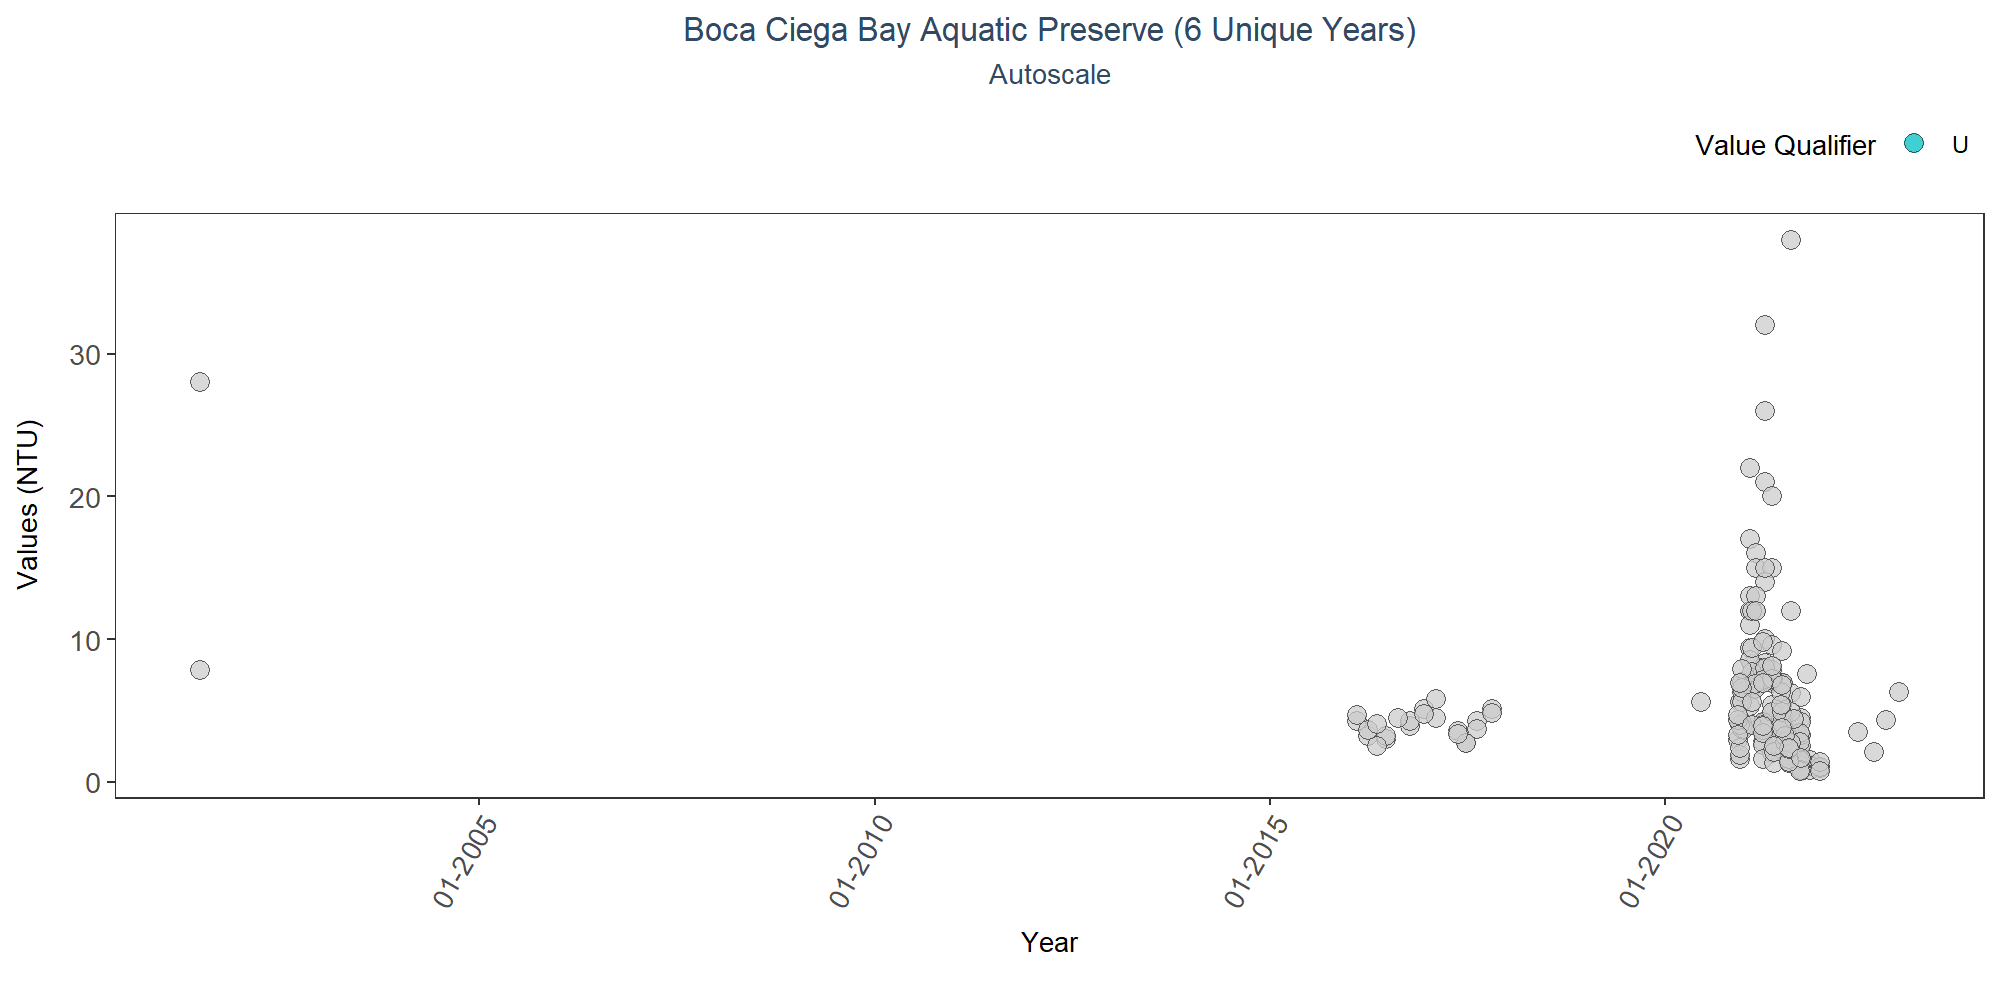 Boca Ciega Bay Aquatic Preserve (6 Unique Years)
Autoscale
Value Qualifier U
30
20
10
0
Values (NTU)
01-2005
01-2010
01-2015
01-2020
Year